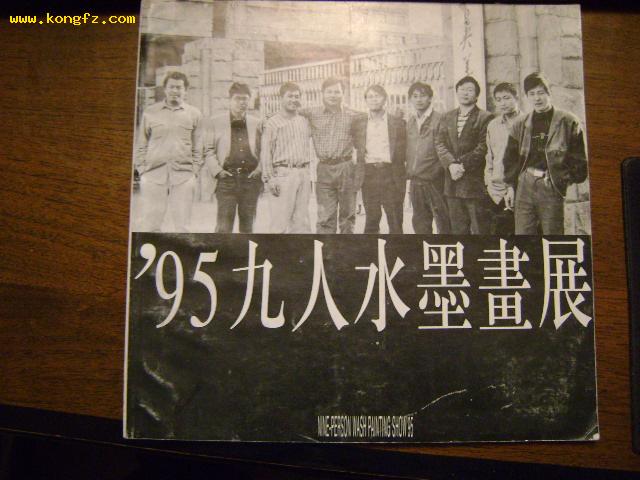 www.kongfz.com
'95九人水墨畫展
NINE-PERSON WASH PAINTING SHOW'95